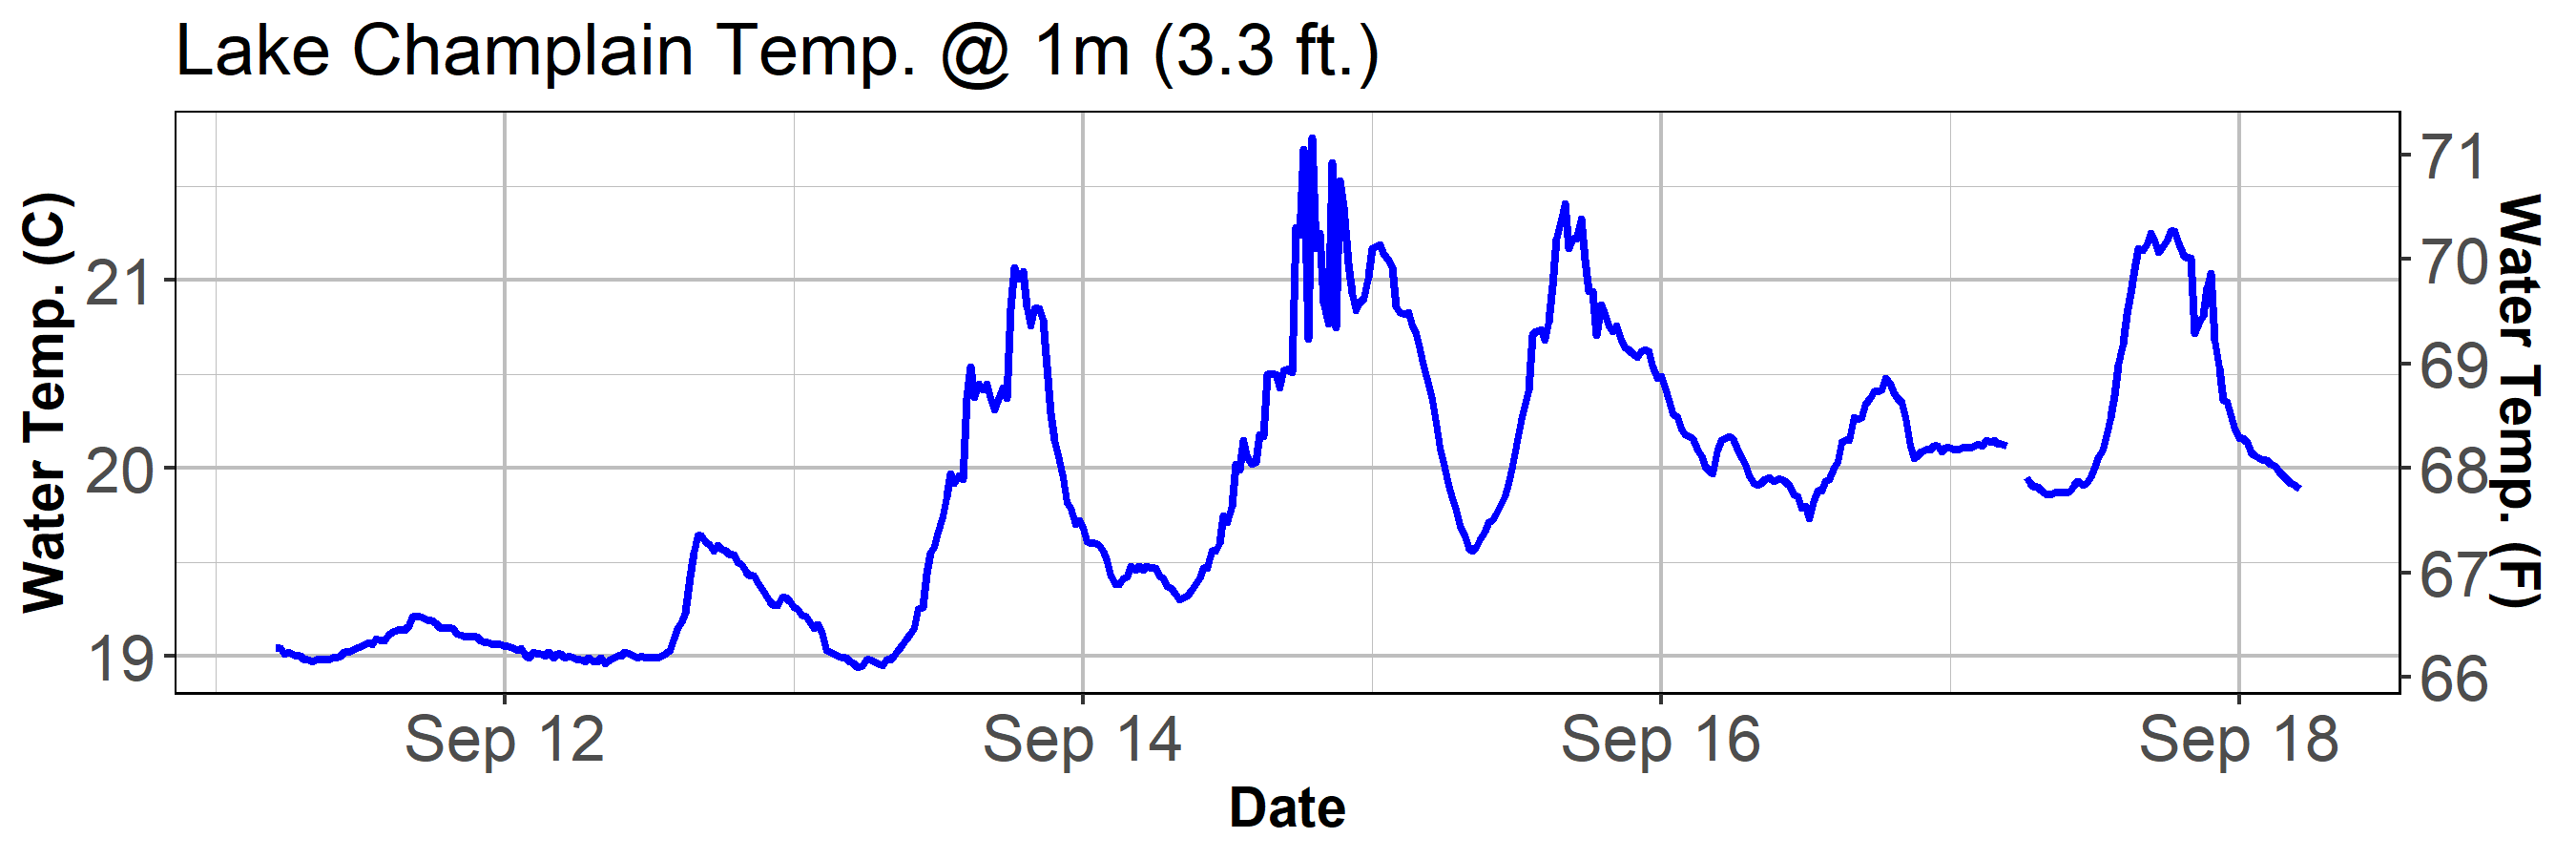 Lake Champlain Temp. @ 1m (3.3 ft.)
Water Temp. (C)
21
20
19
71
70
69
68
67
66
Water Temp. (F)
Sep 12
Sep 14
Sep 16
Sep 18
Date